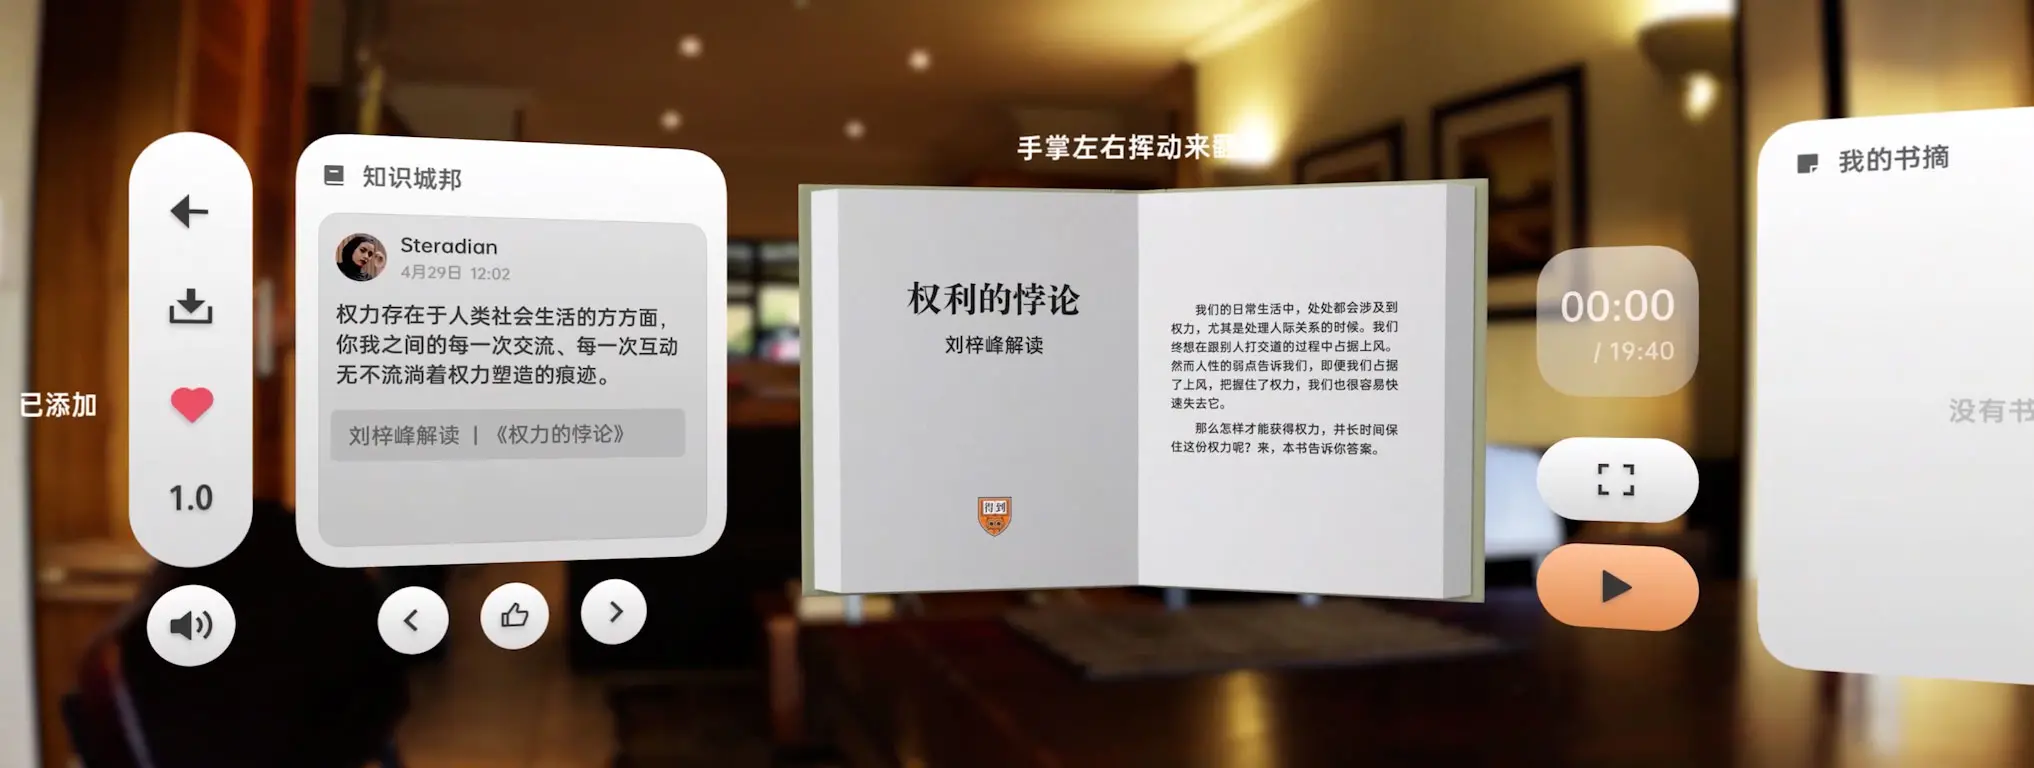 已添加
1.0
知识城邦
Steradian
4月29日 12:02
权力存在于人类社会生活的方方面，
你我之间的每一次交流、每一次互动
无不流淌着权力塑造的痕迹。
刘梓峰解读 | 《权力的悖论》
手掌左右挥动来翻
权利的悖论
刘梓峰解读
得到
我们的日常生活中，处处都会涉及到
权力，尤其是处理人际关系的时候。我们
终想在跟别人打交道的过程中占据上风。
然而人性的弱点告诉我们，即便我们占据
了上风，把握住了权力，我们也很容易快
速失去它。
那么怎样才能获得权力，并长时间保
住这份权力呢？来，本书告诉你答案。
00:00
/ 19:40
我的书摘
没有书